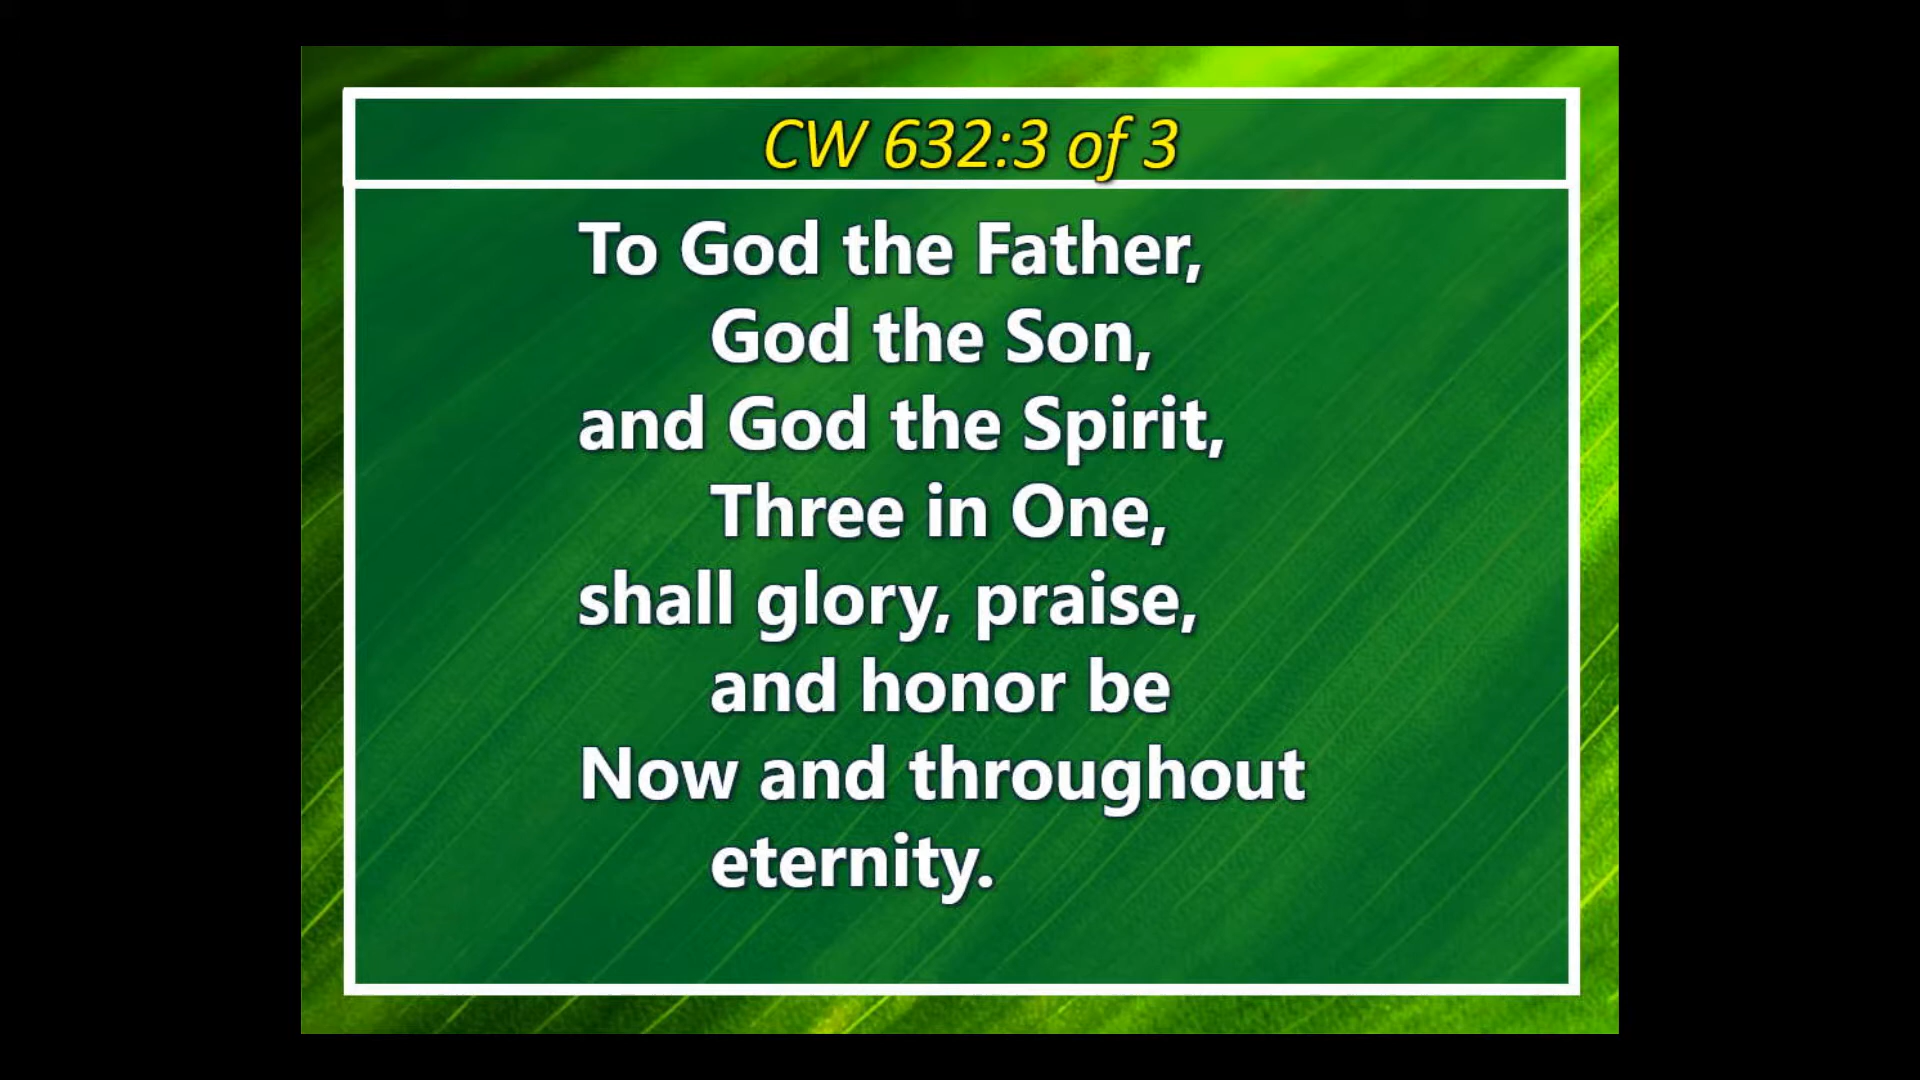 CW 632:3 of 3
To God the Father,
God the Son,
and God the Spirit,
Three in One,
shall glory, praise,
and honor be
Now and throughout
eternity.